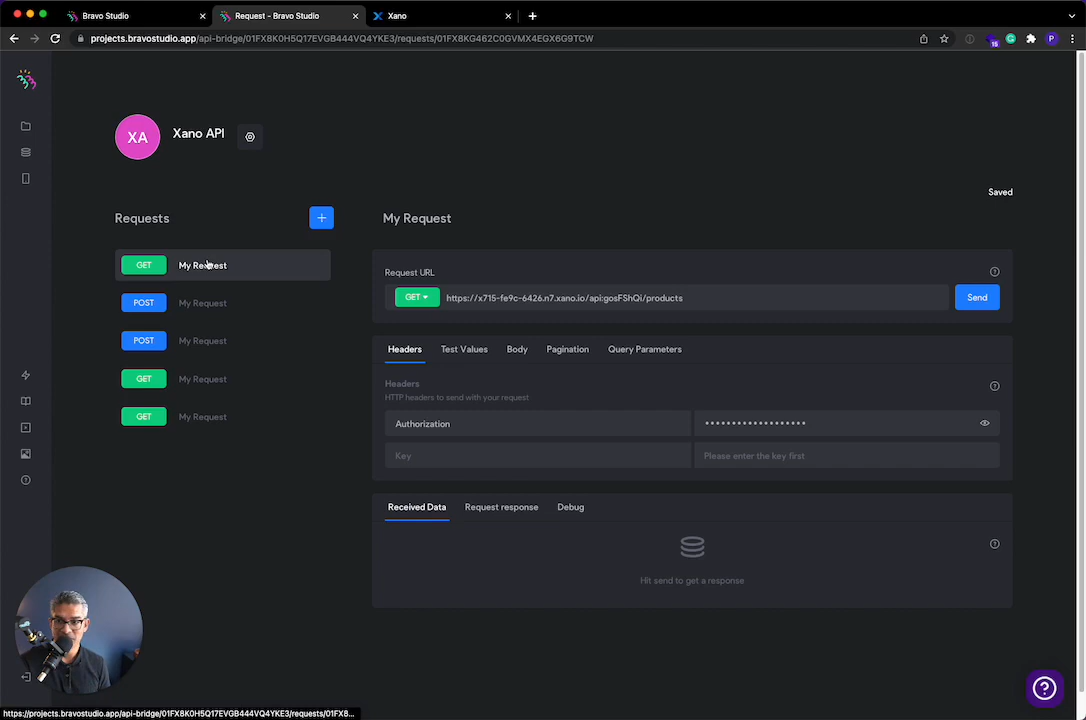 Bravo Studio
Request - Bravo Studio
Xano
projects.bravostudio.app/api-bridge/01FX8K0H5Q17EVGB444VQ4YKE3/requests/01FX8KG462C0GVMX4EGX6G9TCW
15
P
XA
Xano API
Saved
Requests
+
My Request
GET My Request
POST My Request
POST My Request
GET My Request
GET My Request
Request URL
GET
https://x715-fe9c-6426.n7.xano.io/api:gosFShQi/products
Send
Headers
Test Values
Body
Pagination
Query Parameters
Headers
HTTP headers to send with your request
Authorization
Key
Please enter the key first
Received Data
Request response
Debug
Hit send to get a response
https://projects.bravostudio.app/api-bridge/01FX8K0H5Q17EVGB444VQ4YKE3/requests/01FX8...